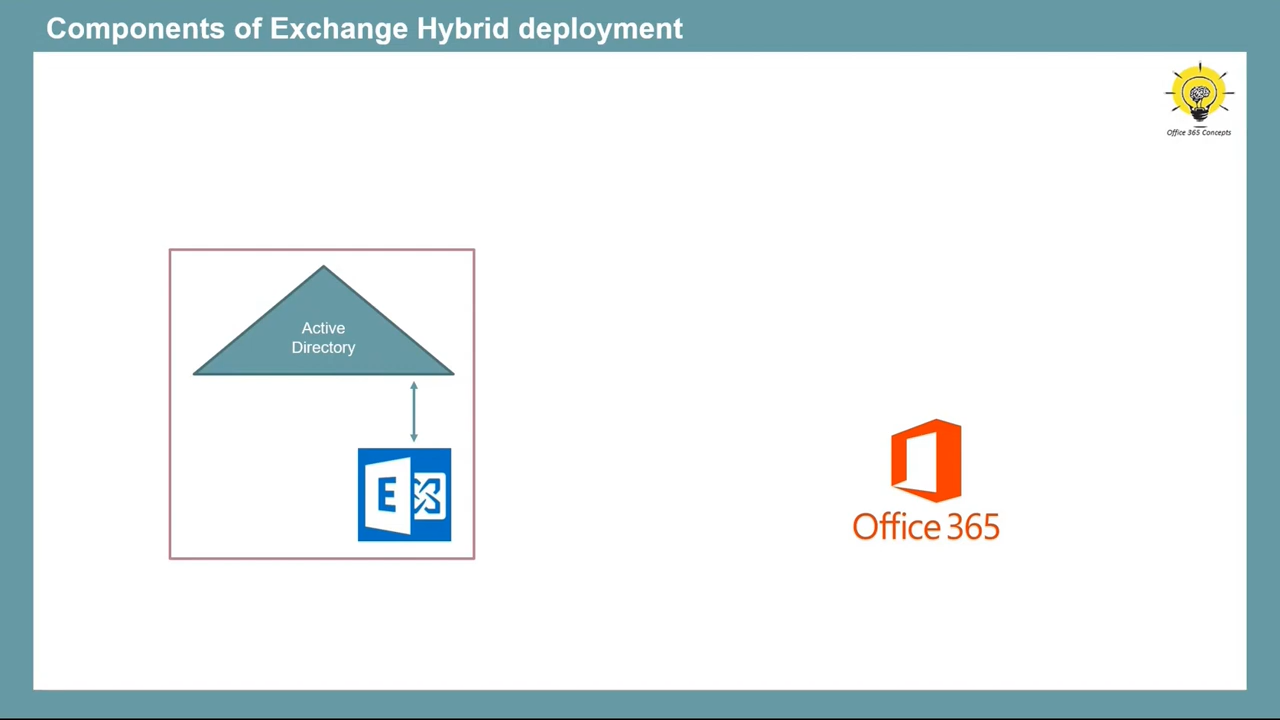 Components of Exchange Hybrid deployment
Office 365 Concepts
Active
Directory
E
Office 365